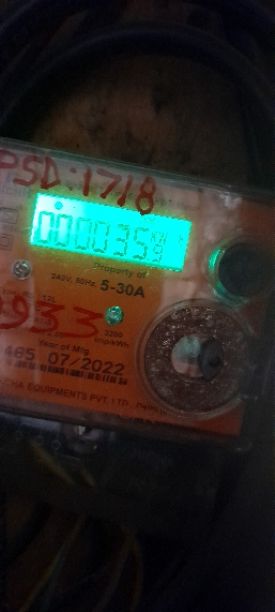 PSD:1718
0000035
Property of
240V, 50Hz 5-30A
933
3200
imp/kWh
Year of Mfg
465 07/2022
EQUIPMENTS PVT. LTD.